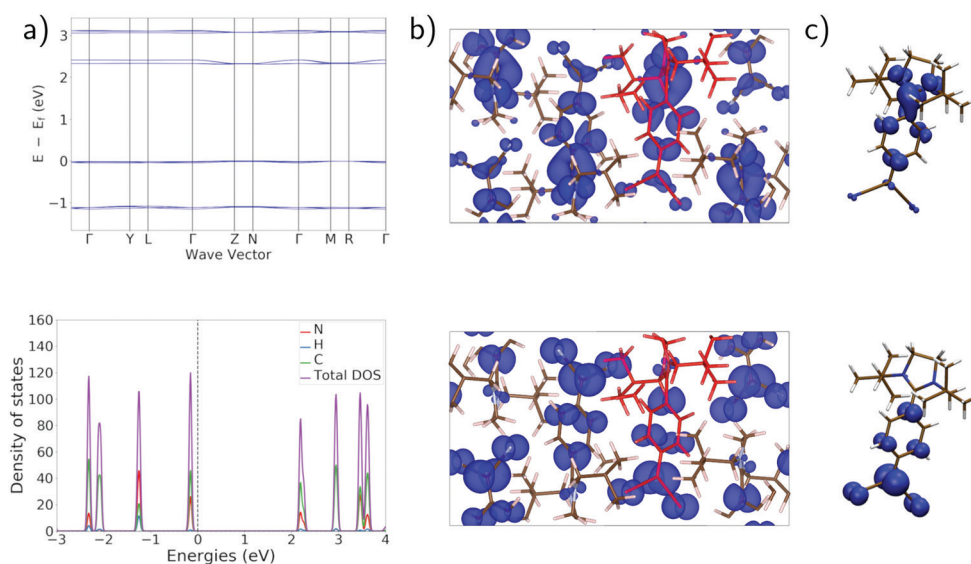 a)
b)
c)
3
2
0
−1
E − E_f (eV)
Γ Y L Γ Z N Γ M R Γ
Wave Vector
160
140
120
100
80
60
40
20
0
Density of states
N
H
C
Total DOS
−3 −2 −1 0 1 2 3 4
Energies (eV)